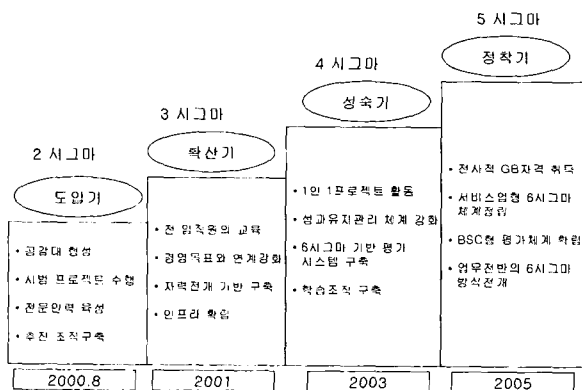 5 시그마
정착기
4 시그마
성숙기
3 시그마
확산기
2 시그마
도입기
• 공감대 형성
• 시범 프로젝트 수행
• 전문인력 육성
• 추진 조직구축
• 전 임직원의 교육
• 경영목표와 연계강화
• 자력전개 기반 구축
• 인프라 확립
• 1인 1프로젝트 활동
• 성과유지관리 체계 강화
• 6시그마 기반 평가
시스템 구축
• 학습조직 구축
• 전사적 GB자격 취득
• 서비스업형 6시그마
체계정립
• BSC형 평가체계 확립
• 업무전반의 6시그마
방식전개
2000.8
2001
2003
2005